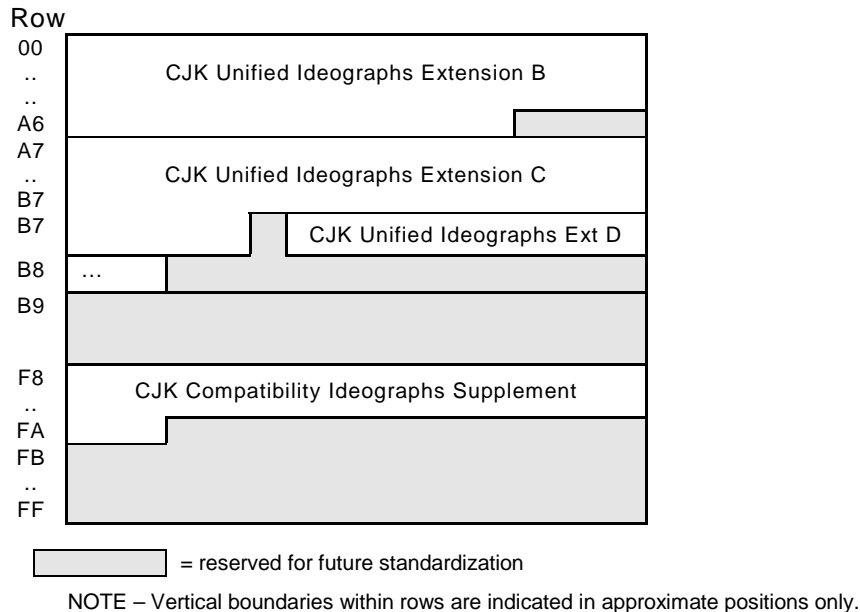 Row
00
.. CJK Unified Ideographs Extension B
..
A6
A7
.. CJK Unified Ideographs Extension C
B7
B7 CJK Unified Ideographs Ext D
B8 ...
B9
F8
CJK Compatibility Ideographs Supplement
..
FA
FB
..
FF
= reserved for future standardization
NOTE – Vertical boundaries within rows are indicated in approximate positions only.